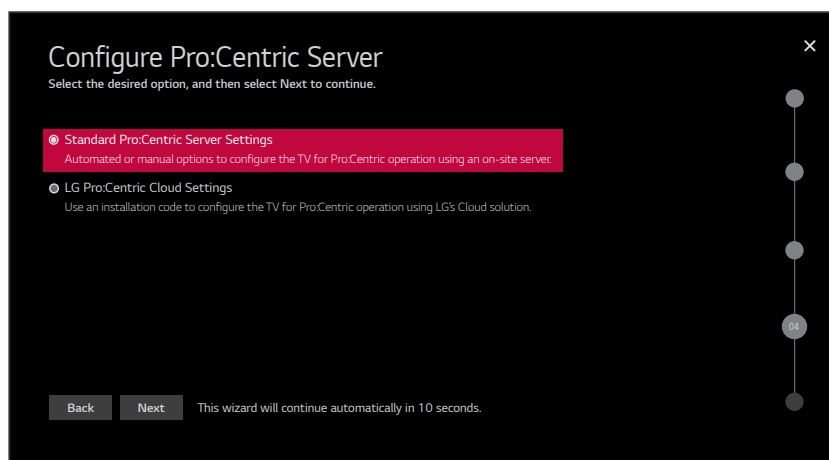 Configure Pro:Centric Server
Select the desired option, and then select Next to continue.
Standard Pro:Centric Server Settings
Automated or manual options to configure the TV for Pro:Centric operation using an on-site server.
LG Pro:Centric Cloud Settings
Use an installation code to configure the TV for Pro:Centric operation using LG's Cloud solution.
04
Back Next This wizard will continue automatically in 10 seconds.